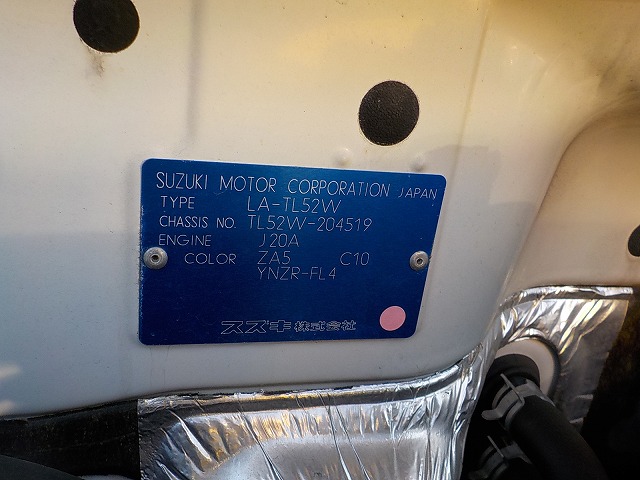 SUZUKI MOTOR CORPORATION JAPAN
TYPE LA-TL52W
CHASSIS NO. TL52W-204519
ENGINE J20A
COLOR ZA5 C10
YNZR-FL4
スズキ株式会社